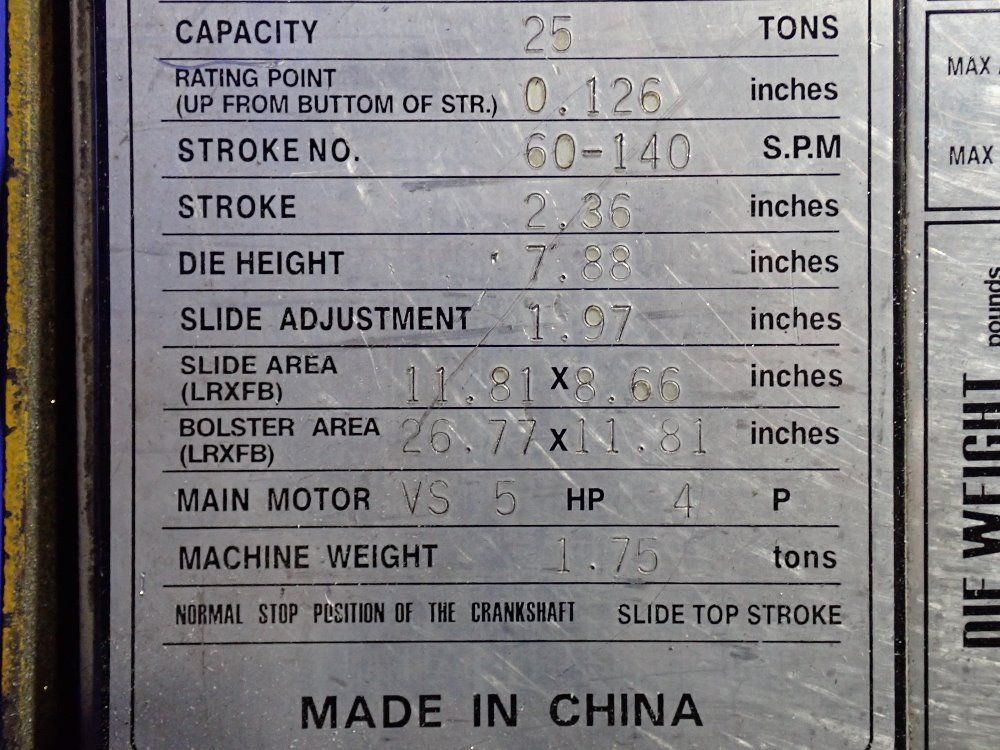 CAPACITY 25 TONS
RATING POINT
(UP FROM BUTTOM OF STR.) 0.126 inches
STROKE NO. 60-140 S.P.M
STROKE 2.36 inches
DIE HEIGHT 7.88 inches
SLIDE ADJUSTMENT 1.97 inches
SLIDE AREA
(LRXFB) 11.81 X 8.66 inches
BOLSTER AREA
(LRXFB) 26.77 X 11.81 inches
MAIN MOTOR VS 5 HP 4 P
MACHINE WEIGHT 1.75 tons
NORMAL STOP POSITION OF THE CRANKSHAFT SLIDE TOP STROKE
MADE IN CHINA
MAX
MAX
DIE WEIGHT pounds